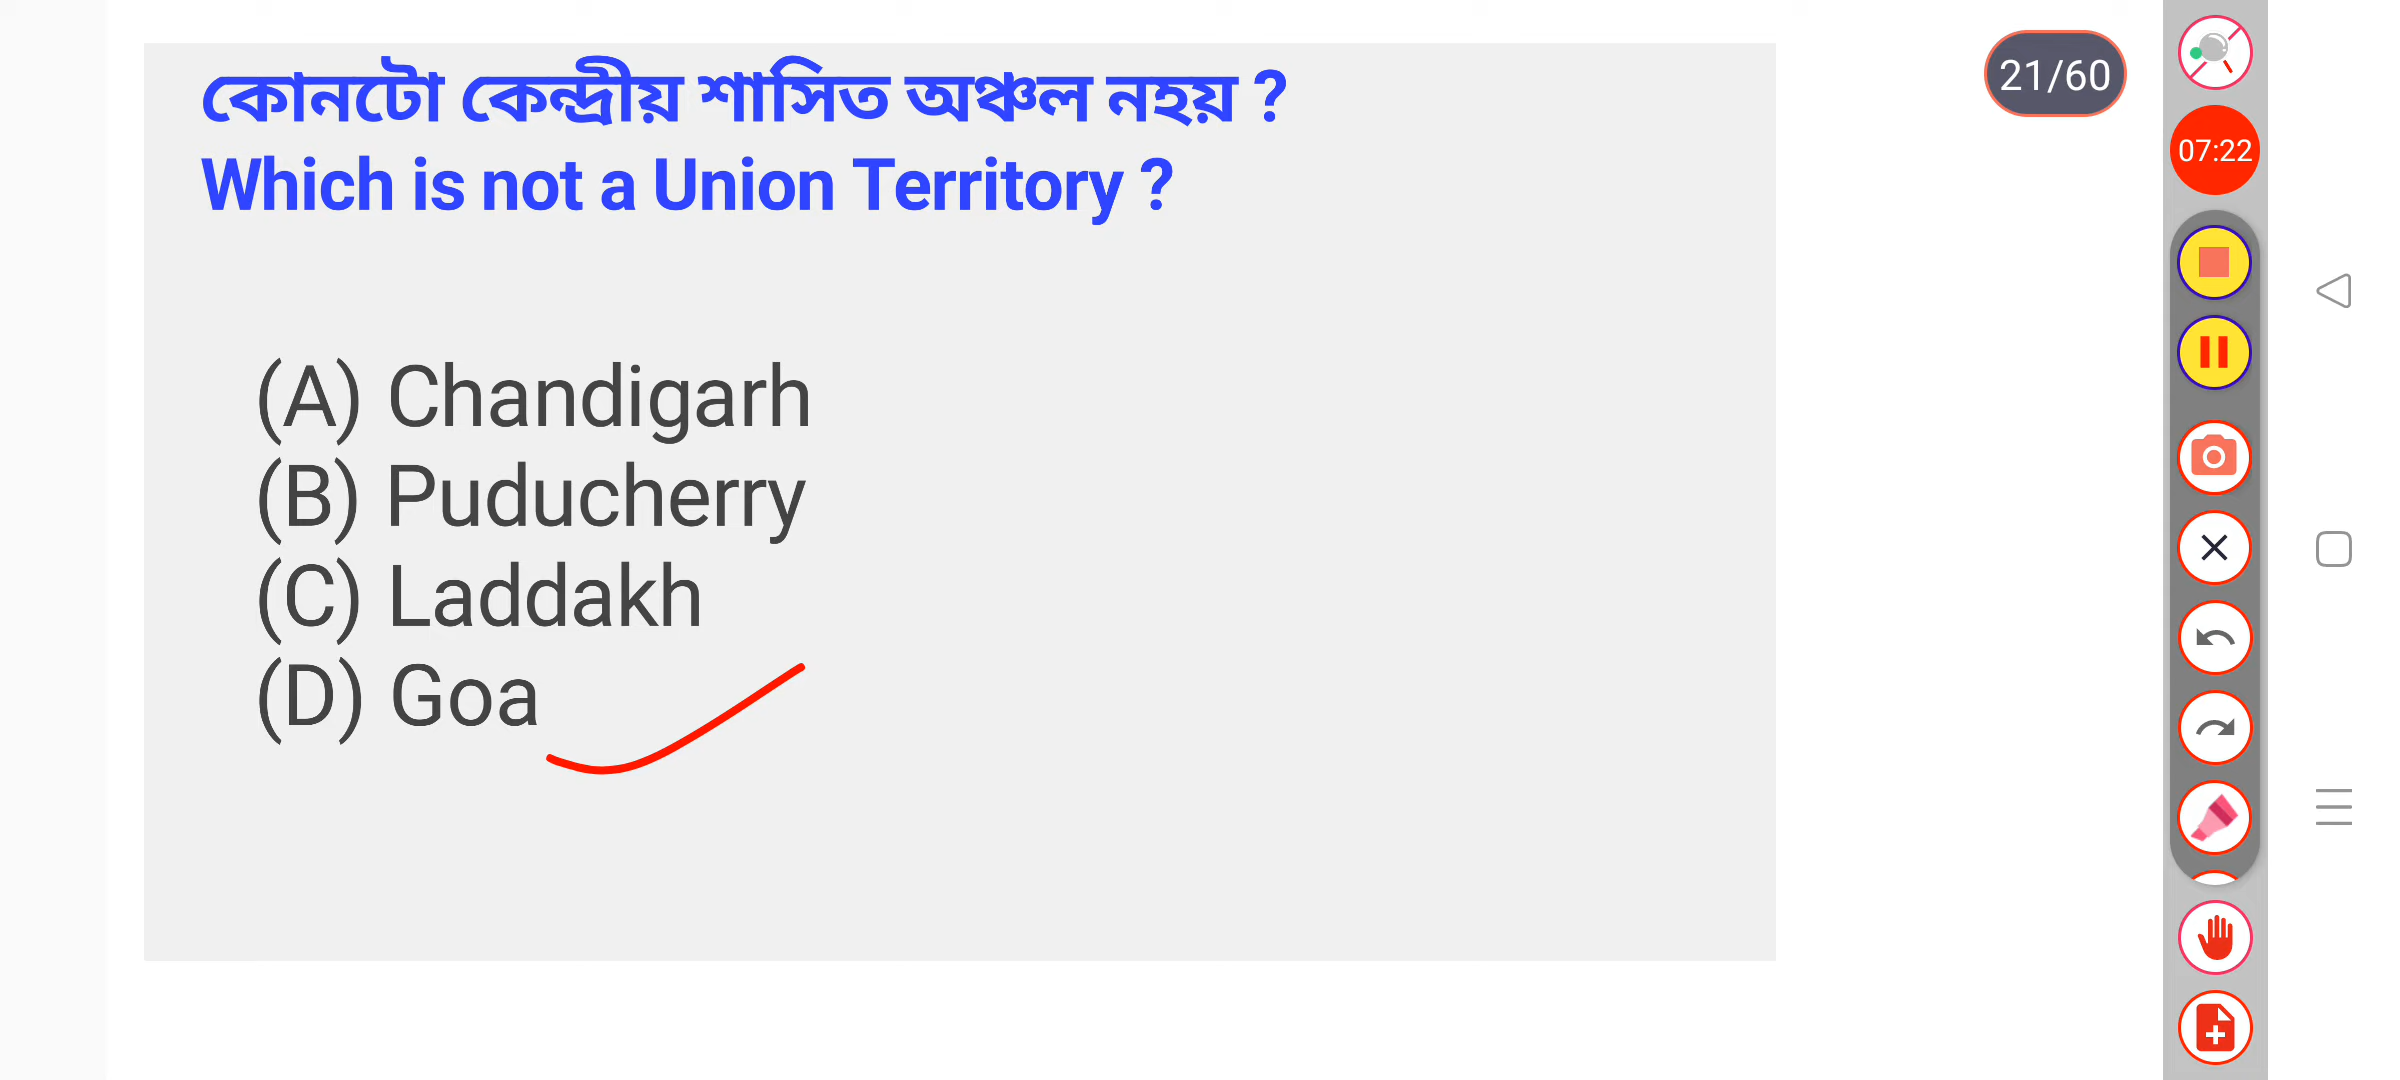 কোনটো কেন্দ্ৰীয় শাসিত অঞ্চল নহয় ?
Which is not a Union Territory ?
(A) Chandigarh
(B) Puducherry
(C) Laddakh
(D) Goa
21/60
07:22